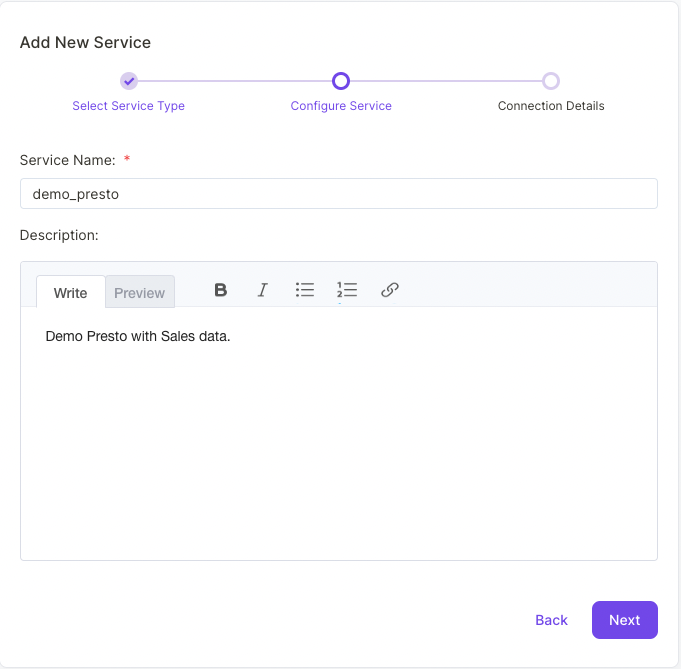 Add New Service
Select Service Type
Configure Service
Connection Details
Service Name: *
demo_presto
Description:
Write Preview B I
Demo Presto with Sales data.
Back Next